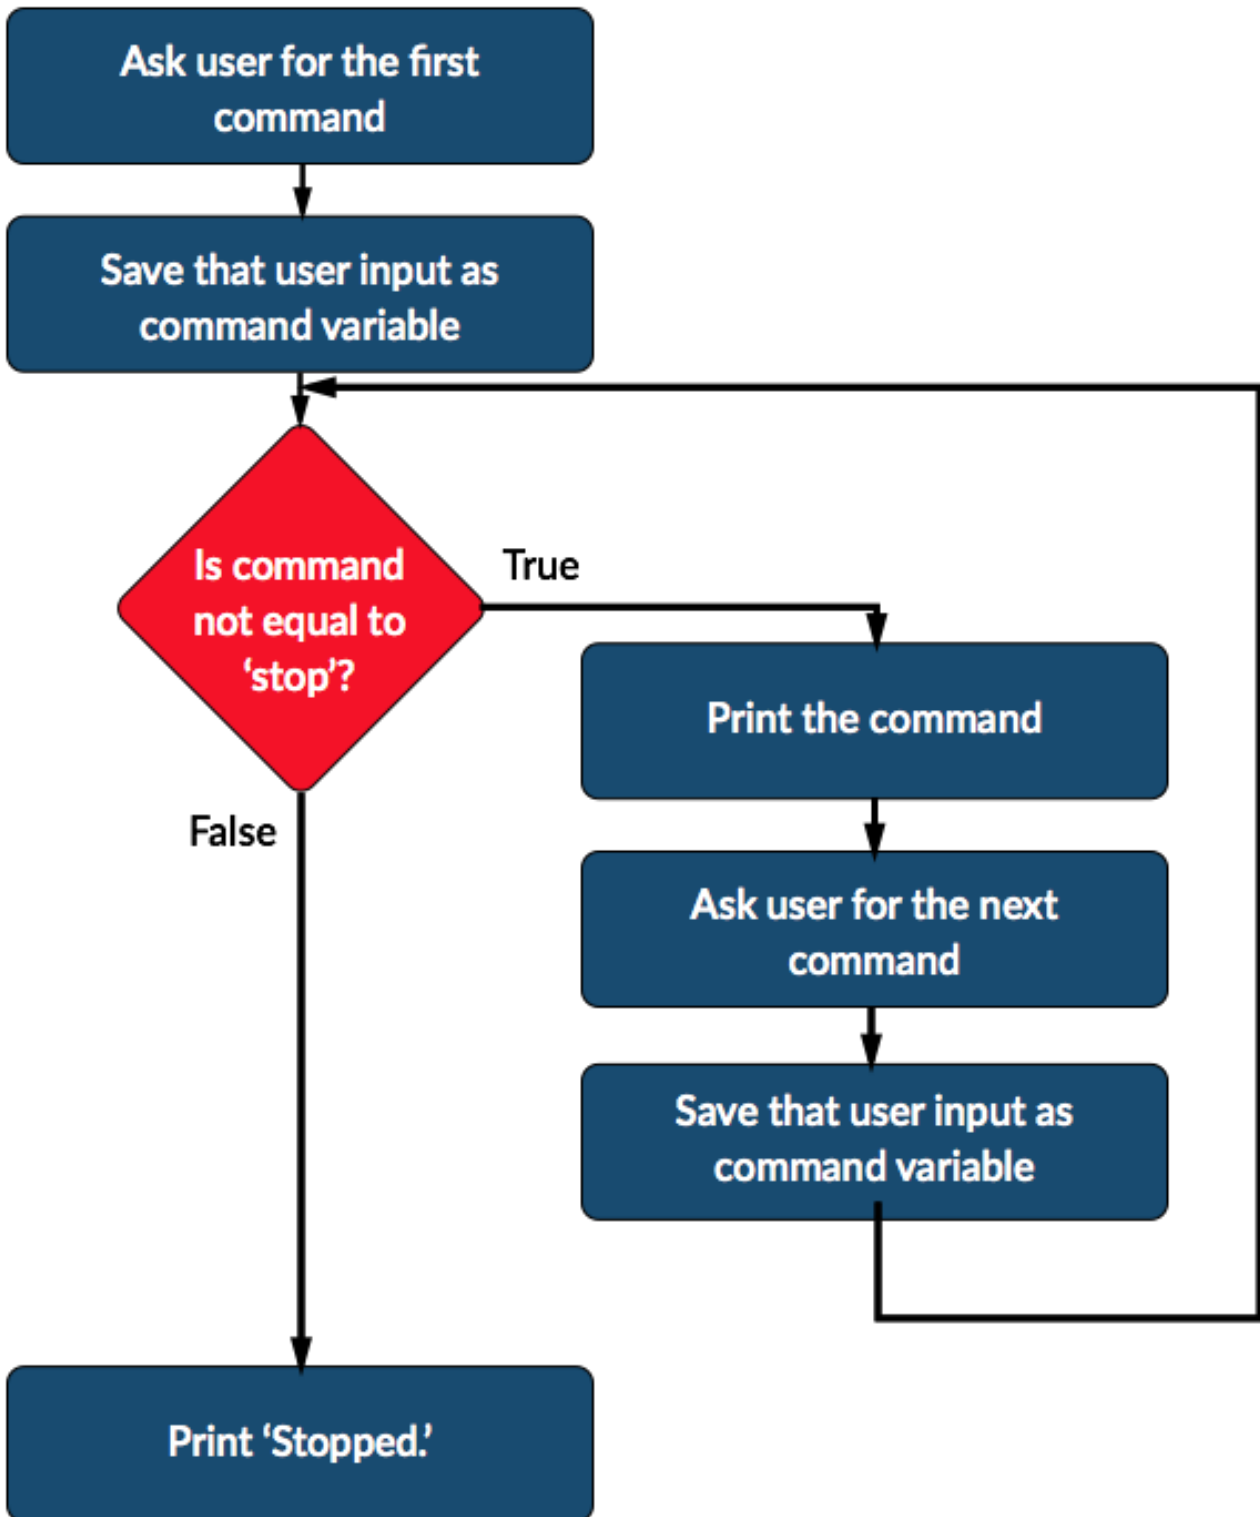 Ask user for the first
command
Save that user input as
command variable
Is command
not equal to
‘stop’?
True
Print the command
False
Ask user for the next
command
Save that user input as
command variable
Print ‘Stopped.’